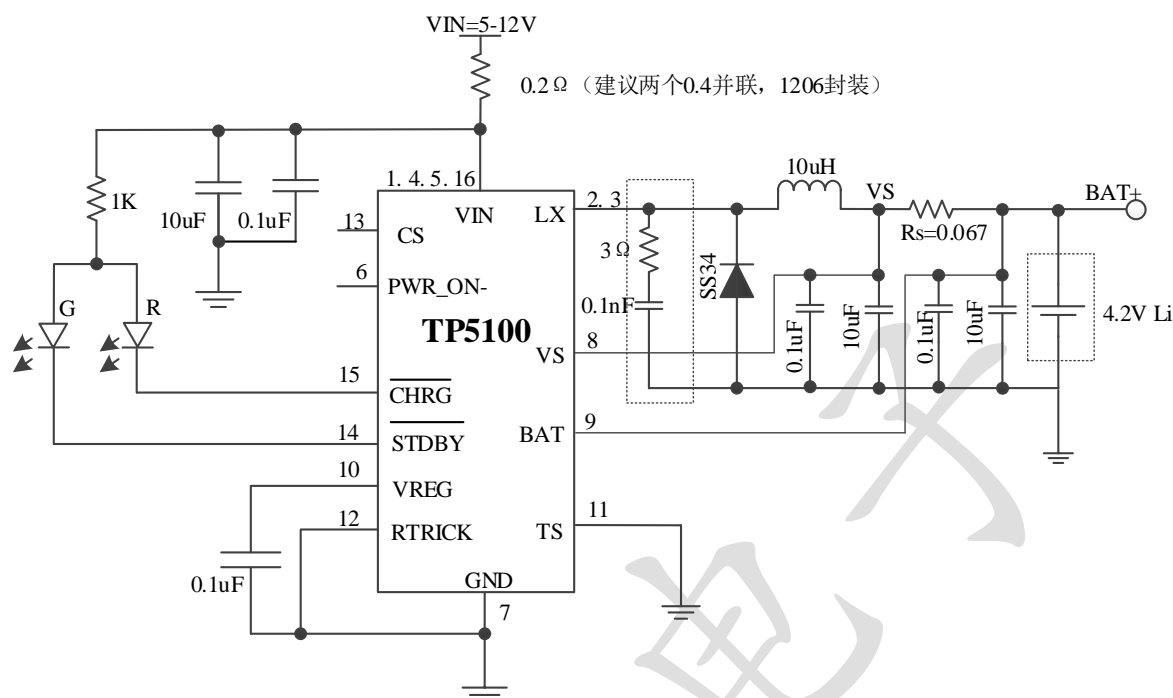 VIN=5-12V
0.2Ω（建议两个0.4并联，1206封装）
1K
10uF
0.1uF
1. 4. 5. 16
VIN
LX
2. 3
10uH
VS
Rs=0.067
BAT+
13
CS
6
PWR_ON-
TP5100
3Ω
0.1nF
SS34
0.1uF
10uF
0.1uF
10uF
4.2V Li
G
R
VS
8
15
CHRG
14
STDBY
BAT
9
10
VREG
12
RTRICK
TS
11
0.1uF
GND
7
电子